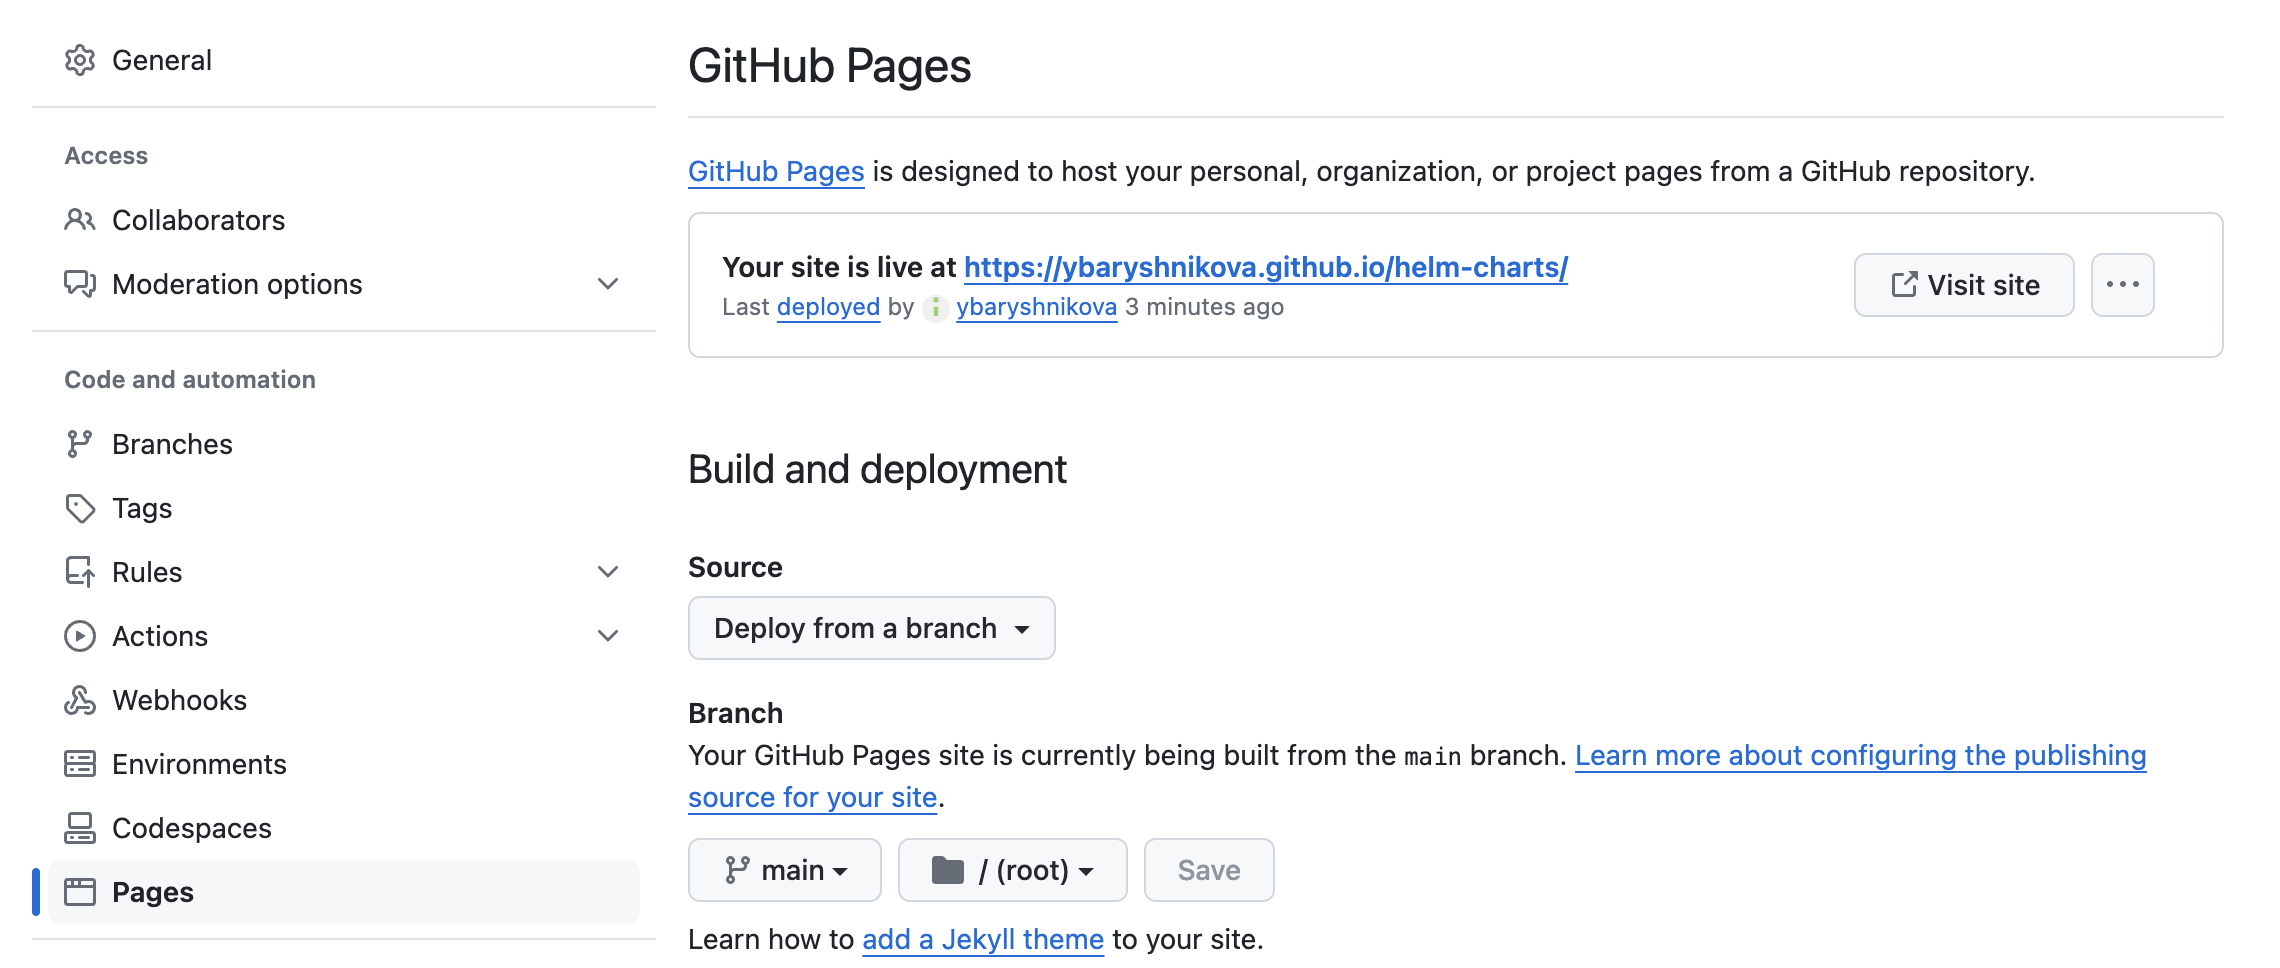 General
Access
Collaborators
Moderation options
Code and automation
Branches
Tags
Rules
Actions
Webhooks
Environments
Codespaces
Pages
GitHub Pages
GitHub Pages is designed to host your personal, organization, or project pages from a GitHub repository.
Your site is live at https://ybaryshnikova.github.io/helm-charts/
Last deployed by ybaryshnikova 3 minutes ago
Visit site
Build and deployment
Source
Deploy from a branch
Branch
Your GitHub Pages site is currently being built from the main branch. Learn more about configuring the publishing
source for your site.
main
/ (root)
Save
Learn how to add a Jekyll theme to your site.